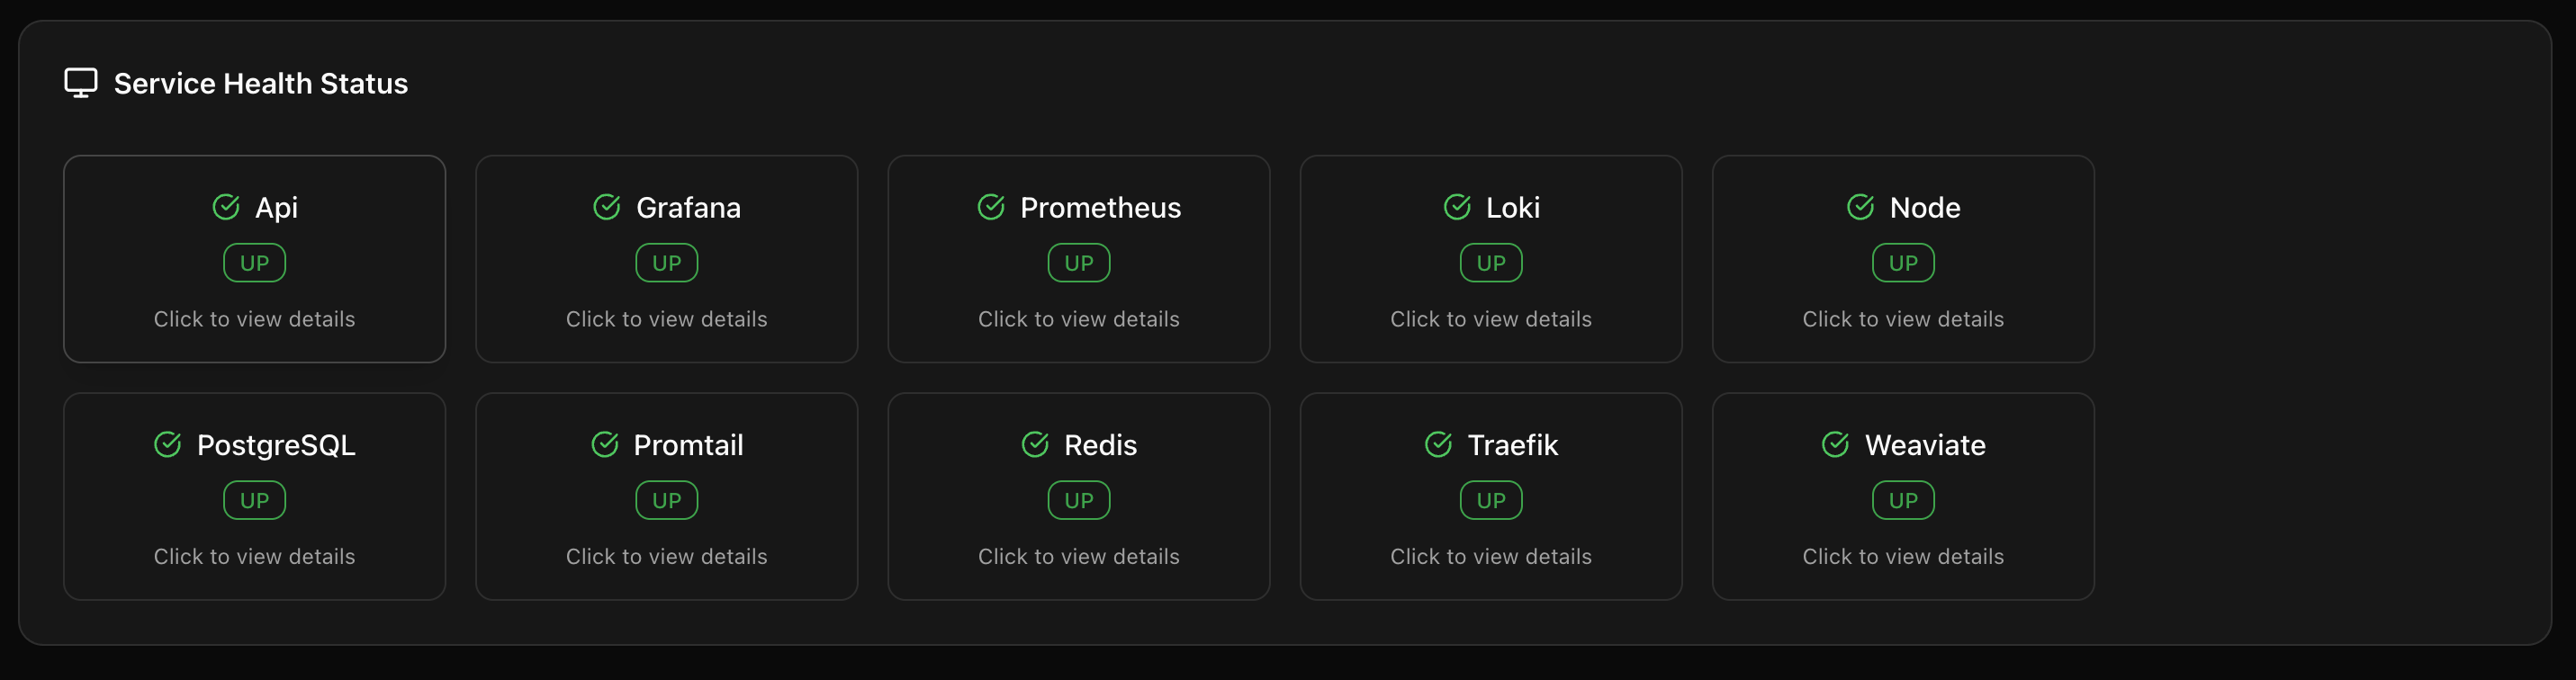 Service Health Status
Api
UP
Click to view details
Grafana
UP
Click to view details
Prometheus
UP
Click to view details
Loki
UP
Click to view details
Node
UP
Click to view details
PostgreSQL
UP
Click to view details
Promtail
UP
Click to view details
Redis
UP
Click to view details
Traefik
UP
Click to view details
Weaviate
UP
Click to view details